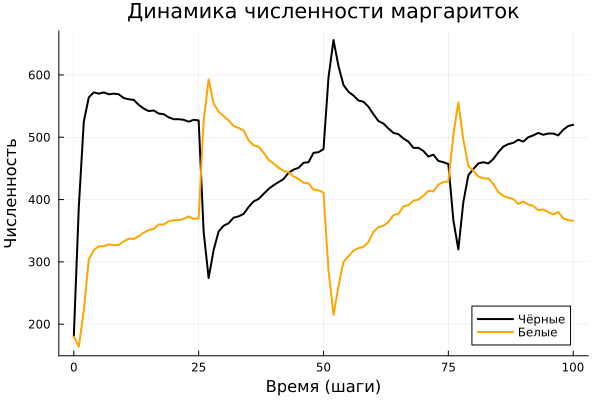 Динамика численности маргариток
Численность
600
500
400
300
200
0
25
50
75
100
Время (шаги)
Чёрные
Белые